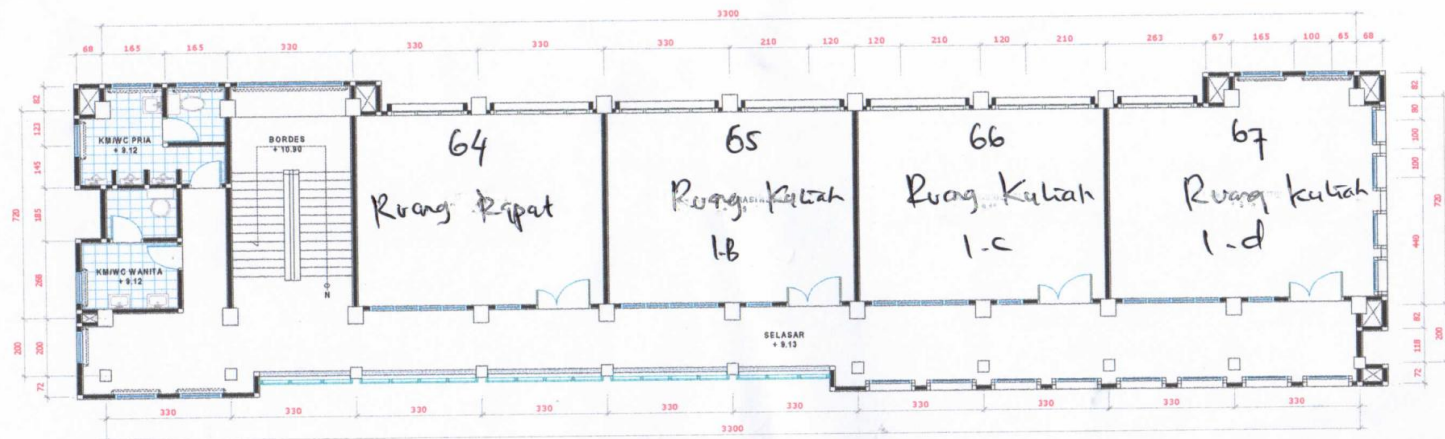 3300
68 165 165 330 330 330 330 210 120 120 210 330 210 263 67 165 100 65 68
82 123 145 185 268 200 72
720 200
KM/WC PRIA
+ 9.12
BORDES
+ 10.90
N
KM/WC WANITA
+ 9.12
64
Ruang Rapat
65
Ruang Kuliah
1-B
66
Ruang Kuliah
1-C
67
Ruang Kuliah
1-d
SELASAR
+ 9.13
82 80 100 100 440 82 118 72
720 200
330 330 330 330 330 330 330 330 330 330
3300